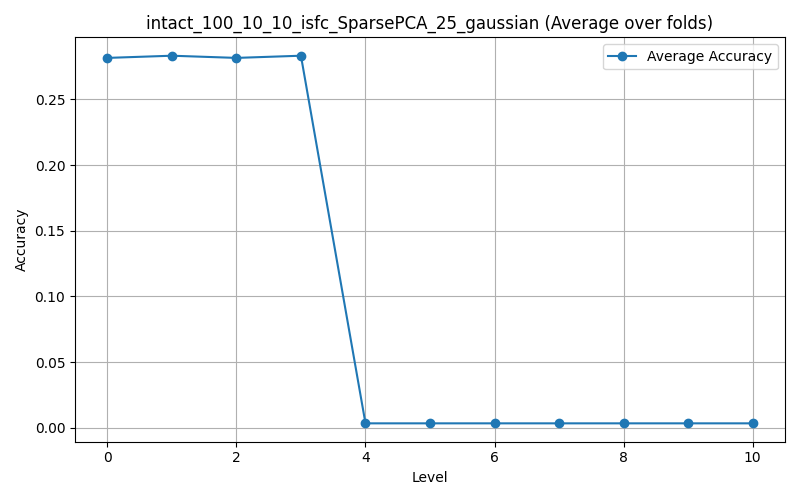 intact_100_10_10_isfc_SparsePCA_25_gaussian (Average over folds)
Average Accuracy
Accuracy
0.25
0.20
0.15
0.10
0.05
0.00
0 2 4 6 8 10
Level